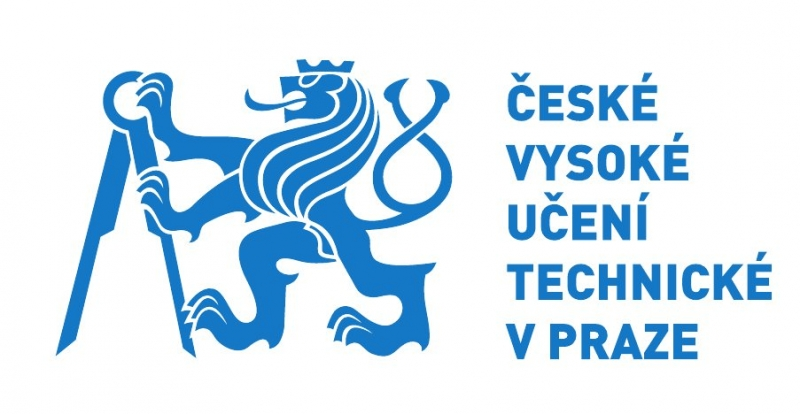 ČESKÉ
VYSOKÉ
UČENÍ
TECHNICKÉ
V PRAZE